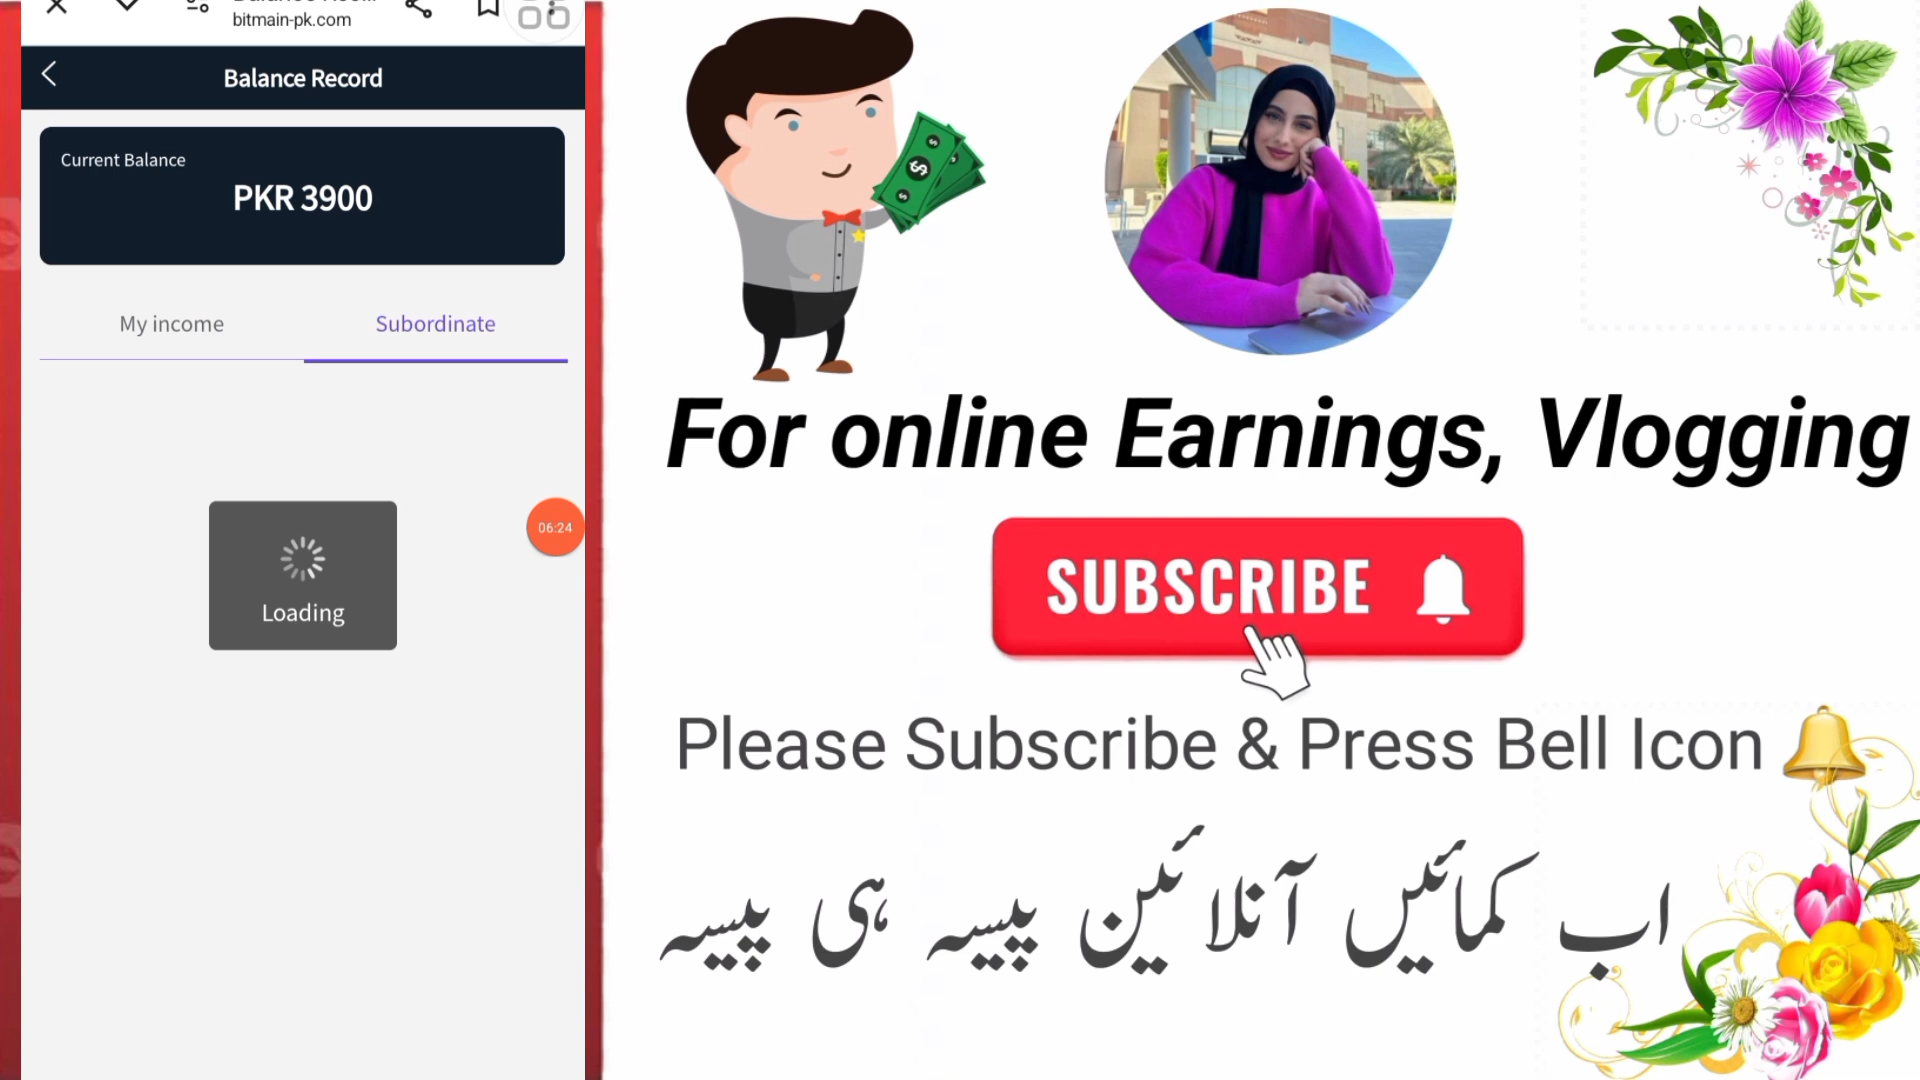 bitmain-pk.com
Balance Record
Current Balance
PKR 3900
My income
Subordinate
06:24
Loading
For online Earnings, Vlogging
SUBSCRIBE
Please Subscribe & Press Bell Icon
اب کمائیں آنلائین پیسہ ہی پیسہ